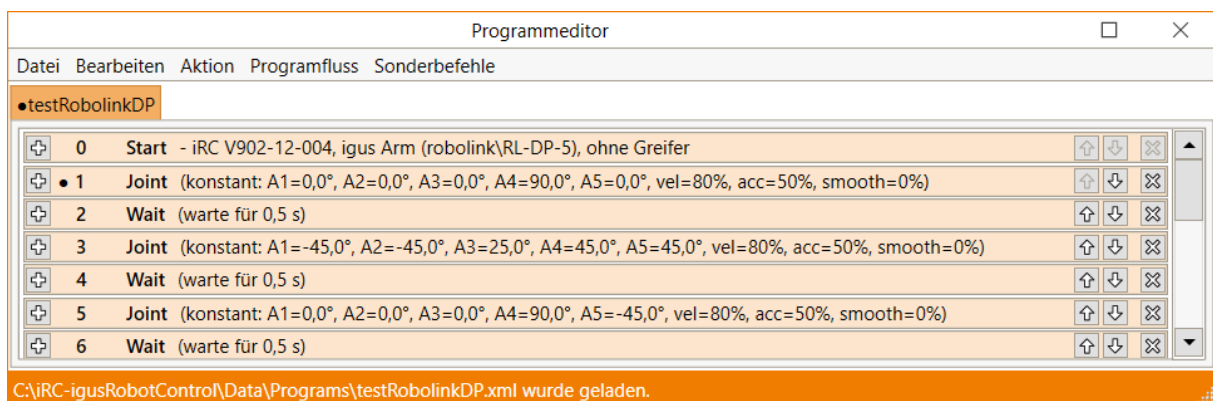 Programmeditor
Datei Bearbeiten Aktion Programfluss Sonderbefehle
●testRobolinkDP
0 Start - iRC V902-12-004, igus Arm (robolink\RL-DP-5), ohne Greifer
● 1 Joint (konstant: A1=0,0°, A2=0,0°, A3=0,0°, A4=90,0°, A5=0,0°, vel=80%, acc=50%, smooth=0%)
2 Wait (warte für 0,5 s)
3 Joint (konstant: A1=-45,0°, A2=-45,0°, A3=25,0°, A4=45,0°, A5=45,0°, vel=80%, acc=50%, smooth=0%)
4 Wait (warte für 0,5 s)
5 Joint (konstant: A1=0,0°, A2=0,0°, A3=0,0°, A4=90,0°, A5=-45,0°, vel=80%, acc=50%, smooth=0%)
6 Wait (warte für 0,5 s)
C:\iRC-igusRobotControl\Data\Programs\testRobolinkDP.xml wurde geladen.